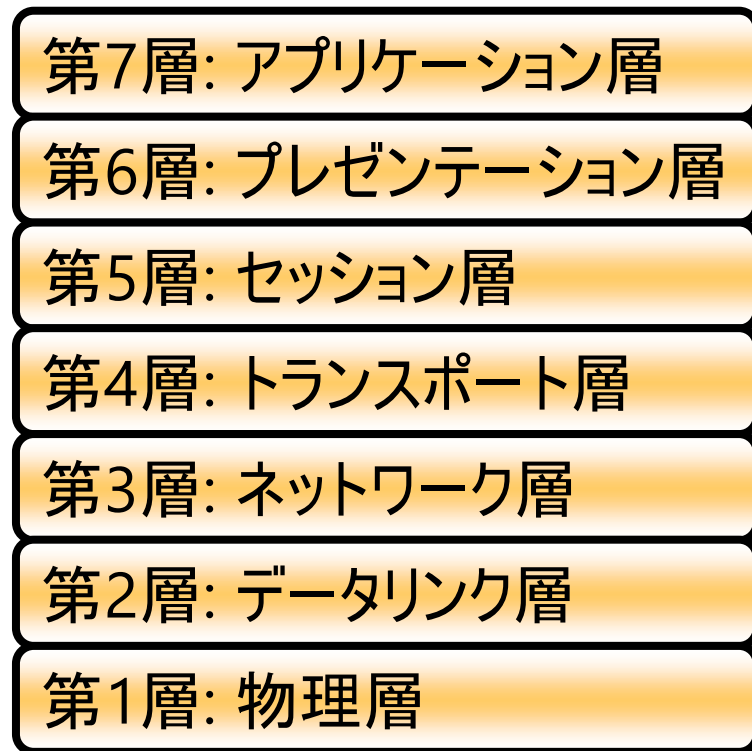 第7層: アプリケーション層
第6層: プレゼンテーション層
第5層: セッション層
第4層: トランスポート層
第3層: ネットワーク層
第2層: データリンク層
第1層: 物理層